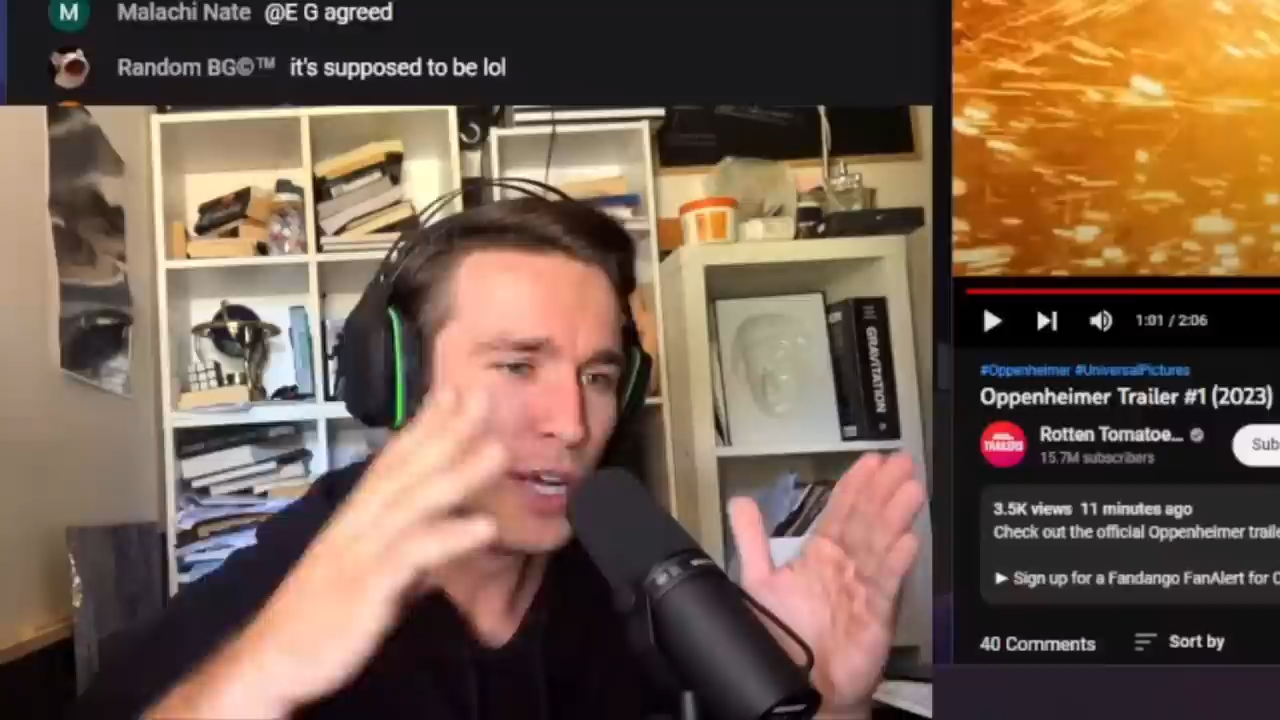 M
Malachi Nate @E G agreed
Random BG©™ it's supposed to be lol
GRAVITATION
1:01 / 2:06
#Oppenheimer #UniversalPictures
Oppenheimer Trailer #1 (2023)
Rotten Tomatoe...
TRAILERS
15.7M subscribers
Sub
3.5K views 11 minutes ago
Check out the official Oppenheimer traile
Sign up for a Fandango FanAlert for
40 Comments
Sort by